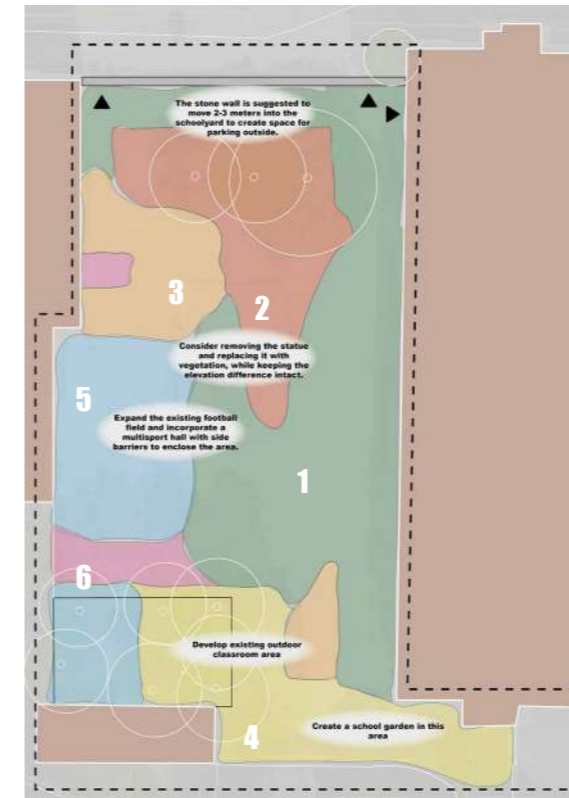 The stone wall is suggested to
move 2-3 meters into the
schoolyard to create space for
parking outside.
3
2
Consider removing the statue
and replacing it with
vegetation, while keeping the
elevation difference intact.
5
Expand the existing football
field and incorporate a
multisport hall with side
barriers to enclose the area.
1
6
Develop existing outdoor
classroom area
4
Create a school garden in this
area